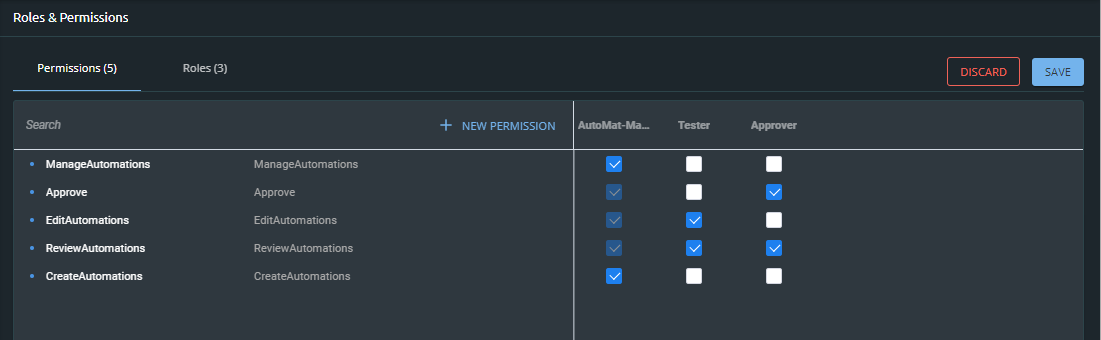 Roles & Permissions
Permissions (5) Roles (3) DISCARD SAVE
Search + NEW PERMISSION AutoMat-Ma... Tester Approver
ManageAutomations ManageAutomations
Approve Approve
EditAutomations EditAutomations
ReviewAutomations ReviewAutomations
CreateAutomations CreateAutomations